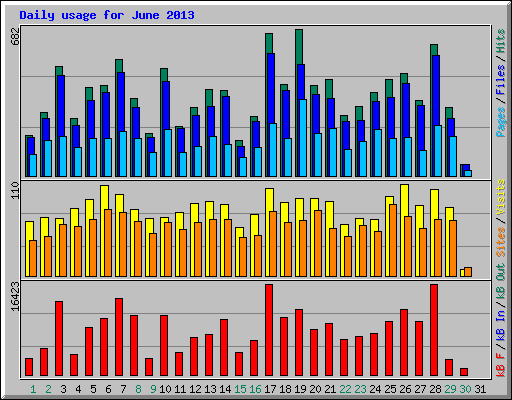 Daily usage for June 2013
682
Pages / Files / Hits
110
Sites / Visits
16423
kB F / kB In / kB Out
1 2 3 4 5 6 7 8 9 10 11 12 13 14 15 16 17 18 19 20 21 22 23 24 25 26 27 28 29 30 31